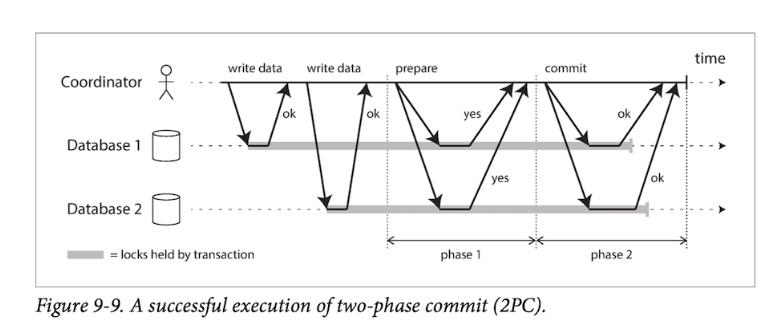 time
write data write data prepare commit
Coordinator
ok ok yes ok
Database 1
yes ok
Database 2
= locks held by transaction
phase 1 phase 2
Figure 9-9. A successful execution of two-phase commit (2PC).